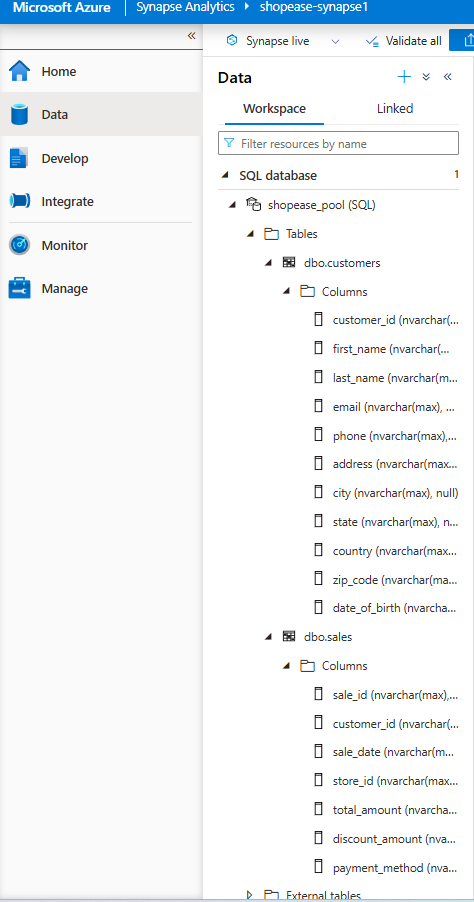 Microsoft Azure Synapse Analytics shopease-synapse1
«
Home
Data
Develop
Integrate
Monitor
Manage
Synapse live Validate all
Data
Workspace Linked
Filter resources by name
SQL database 1
shopease_pool (SQL)
Tables
dbo.customers
Columns
customer_id (nvarchar(...
first_name (nvarchar(m...
last_name (nvarchar(m...
email (nvarchar(max), ...
phone (nvarchar(max),...
address (nvarchar(max...
city (nvarchar(max), null)
state (nvarchar(max), n...
country (nvarchar(max...
zip_code (nvarchar(ma...
date_of_birth (nvarcha...
dbo.sales
Columns
sale_id (nvarchar(max),...
customer_id (nvarchar(...
sale_date (nvarchar(m...
store_id (nvarchar(max...
total_amount (nvarcha...
discount_amount (nva...
payment_method (nva...
External tables